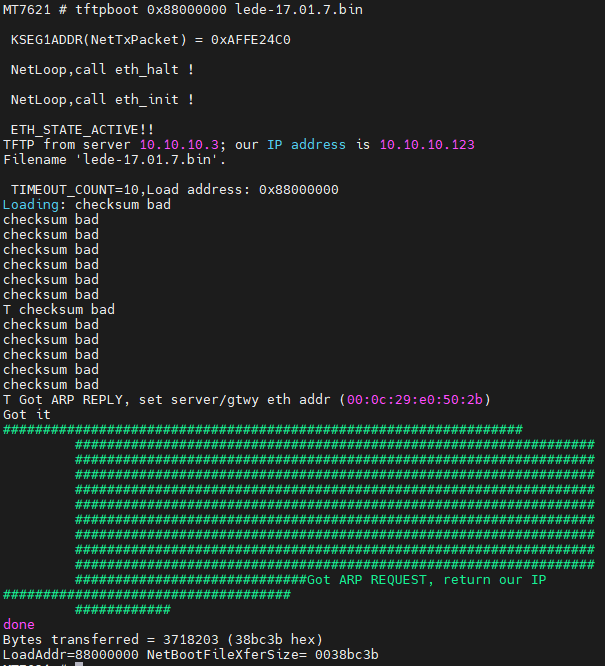 MT7621 # tftpboot 0x88000000 lede-17.01.7.bin
KSEG1ADDR(NetTxPacket) = 0xAFFE24C0
NetLoop,call eth_halt !
NetLoop,call eth_init !
ETH_STATE_ACTIVE!!
TFTP from server 10.10.10.3; our IP address is 10.10.10.123
Filename 'lede-17.01.7.bin'.
TIMEOUT_COUNT=10,Load address: 0x88000000
Loading: checksum bad
checksum bad
checksum bad
checksum bad
checksum bad
checksum bad
checksum bad
T checksum bad
checksum bad
checksum bad
checksum bad
checksum bad
checksum bad
T Got ARP REPLY, set server/gtwy eth addr (00:0c:29:e0:50:2b)
Got it
#################################################################
#################################################################
#################################################################
#################################################################
#################################################################
#################################################################
#################################################################
#################################################################
#################################################################
#################################################################
#############################Got ARP REQUEST, return our IP
####################################
############
done
Bytes transferred = 3718203 (38bc3b hex)
LoadAddr=88000000 NetBootFileXferSize= 0038bc3b
MT7621 #